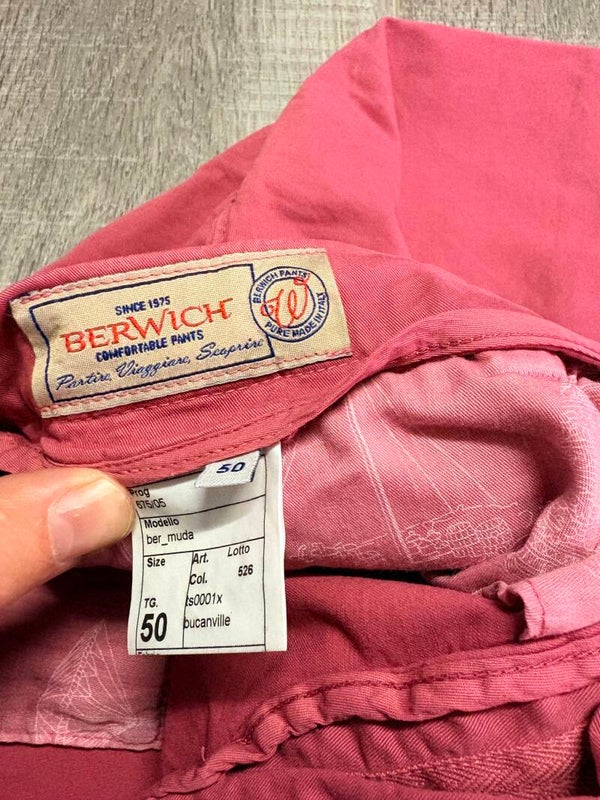 SINCE 1975
BERWICH
COMFORTABLE PANTS
Partire, Viaggiare, Scoprire
BERWICH PANTS
W
PURE MADE IN ITALY
50
Prog
675/05
Modello
ber_muda
Size
Art.
Lotto
Col.
526
TG.
ts0001x
50
bucanville